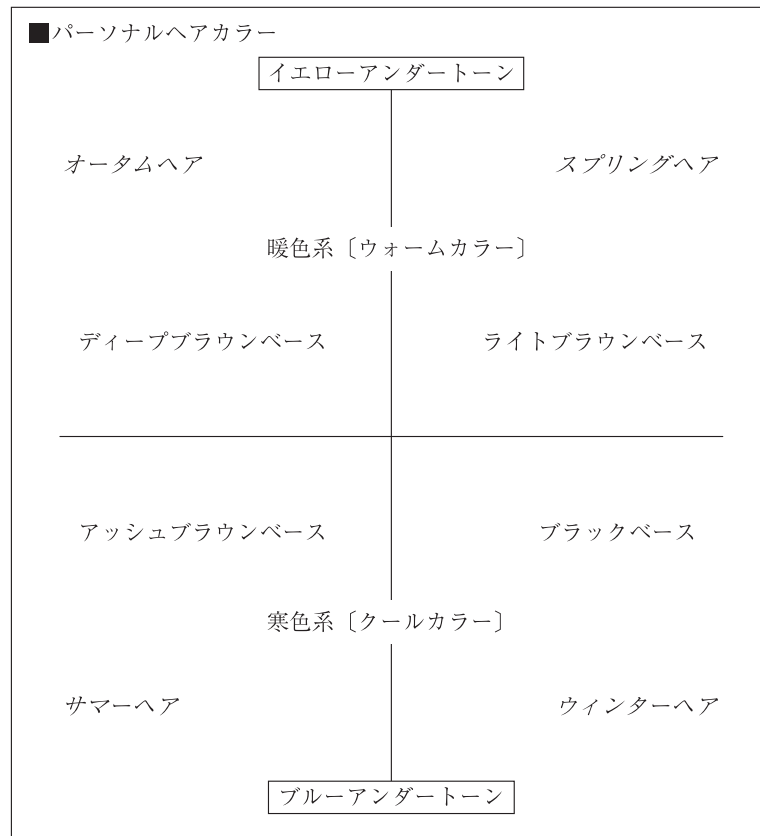 ■パーソナルヘアカラー
イエローアンダートーン
オータムヘア
スプリングヘア
暖色系〔ウォームカラー〕
ディープブラウンベース
ライトブラウンベース
アッシュブラウンベース
ブラックベース
寒色系〔クールカラー〕
サマーヘア
ウィンターヘア
ブルーアンダートーン